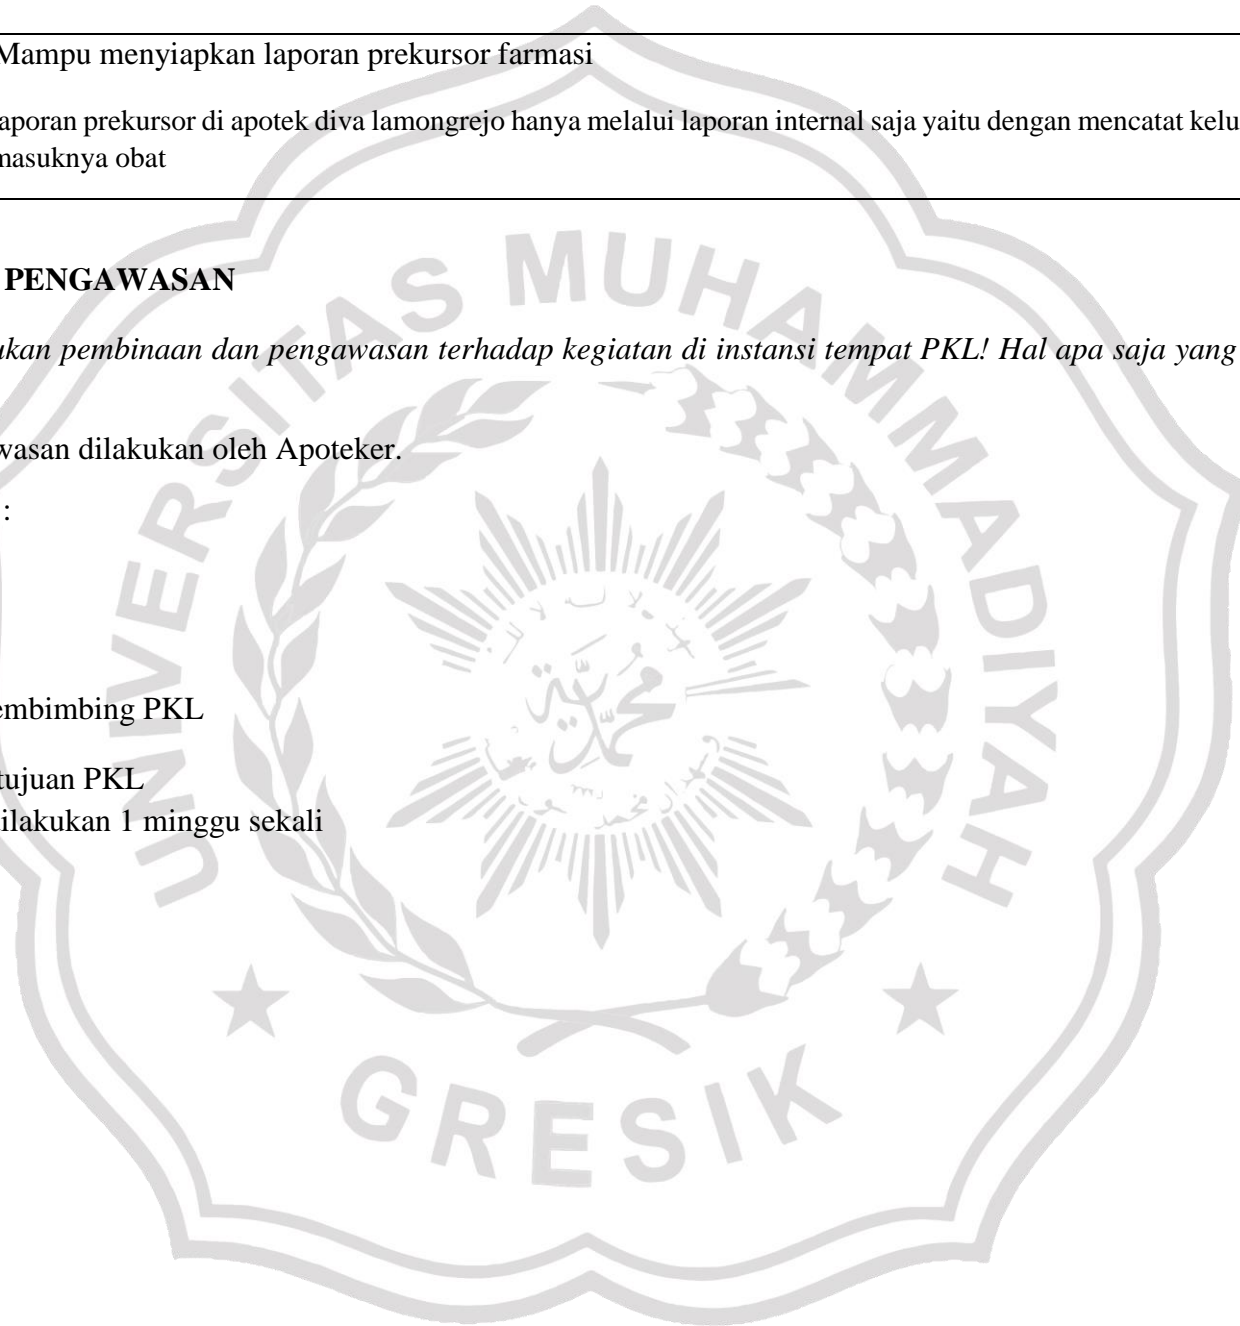 Mampu menyiapkan laporan prekursor farmasi
aporan prekursor di apotek diva lamongrejo hanya melalui laporan internal saja yaitu dengan mencatat kelu
masuknya obat
PENGAWASAN
ukan pembinaan dan pengawasan terhadap kegiatan di instansi tempat PKL! Hal apa saja yang
wasan dilakukan oleh Apoteker.
:
embimbing PKL
tujuan PKL
ilakukan 1 minggu sekali
UNIVERSITAS MUHAMMADIYAH
GRESIK